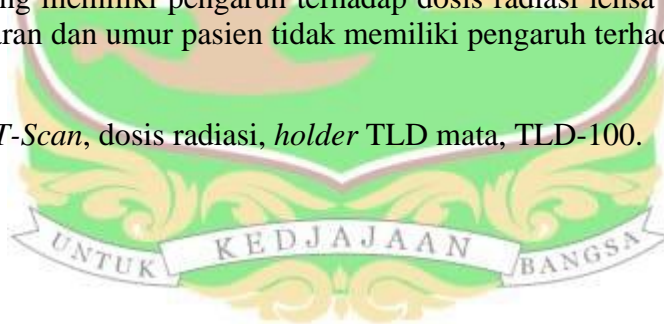 ng memiliki pengaruh terhadap dosis radiasi lensa
aran dan umur pasien tidak memiliki pengaruh terhad
T-Scan, dosis radiasi, holder TLD mata, TLD-100.
UNTUK KEDJAJAAN BANGSA